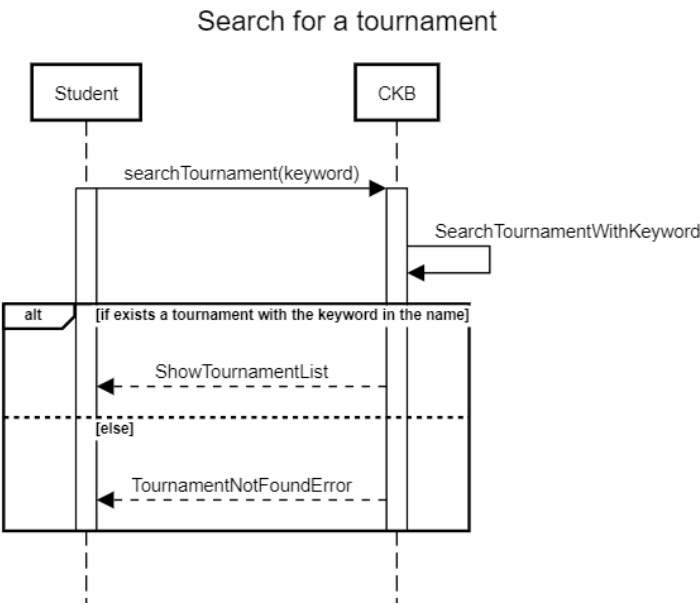 Search for a tournament
Student
CKB
searchTournament(keyword)
SearchTournamentWithKeyword
alt
[if exists a tournament with the keyword in the name]
ShowTournamentList
[else]
TournamentNotFoundError